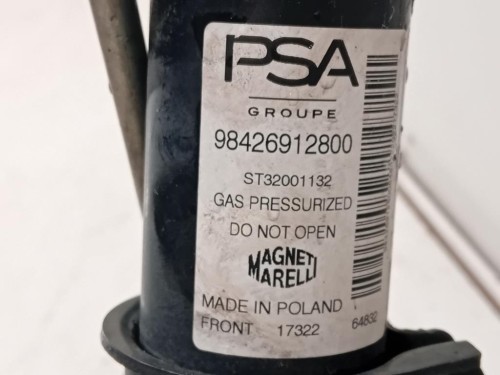 PSA
GROUPE
98426912800
ST32001132
GAS PRESSURIZED
DO NOT OPEN
MAGNETI
MARELLI
MADE IN POLAND
FRONT 17322
64832